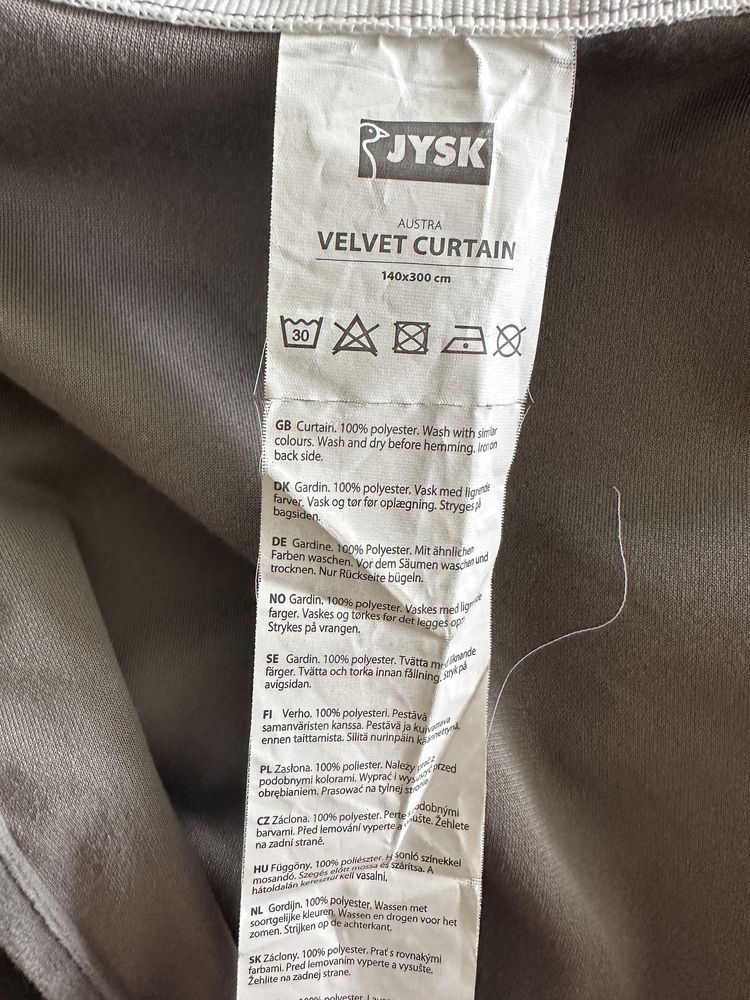 JYSK
AUSTRA
VELVET CURTAIN
140x300 cm
30
GB Curtain. 100% polyester. Wash with similar
colours. Wash and dry before hemming. Iron on
back side.
DK Gardin. 100% polyester. Vask med lignende
farver. Vask og tør før oplægning. Stryges på
bagsiden.
DE Gardine. 100% Polyester. Mit ähnlichen
Farben waschen. Vor dem Säumen waschen und
trocknen. Nur Rückseite bügeln.
NO Gardin. 100% polyester. Vaskes med lignende
farger. Vaskes og tørkes før det legges opp.
Strykes på vrangen.
SE Gardin. 100% polyester. Tvätta med liknande
färger. Tvätta och torka innan fållning. Stryk på
avigsidan.
FI Verho. 100% polyesteri. Pestävä
samanväristen kanssa. Pestävä ja kuivattava
ennen taittamista. Silitä nurinpäin käännettynä.
PL Zasłona. 100% poliester. Należy prać z
podobnymi kolorami. Wyprać i wysuszyć przed
obrębianiem. Prasować na tylnej stronie.
CZ Záclona. 100% polyester. Perte s podobnými
barvami. Před lemování vyperte a vysušte. Žehlete
na zadní straně.
HU Függöny. 100% poliészter. Hasonló színekkel
mosandó. Szegés előtt mossa és szárítsa. A
hátoldalán keresztül kell vasalni.
NL Gordijn. 100% polyester. Wassen met
soortgelijke kleuren. Wassen en drogen voor het
zomen. Strijken op de achterkant.
SK Záclony. 100% polyester. Prať s rovnakými
farbami. Pred lemovaním vyperte a vysušte.
Žehlite na zadnej strane.
100% polyester.